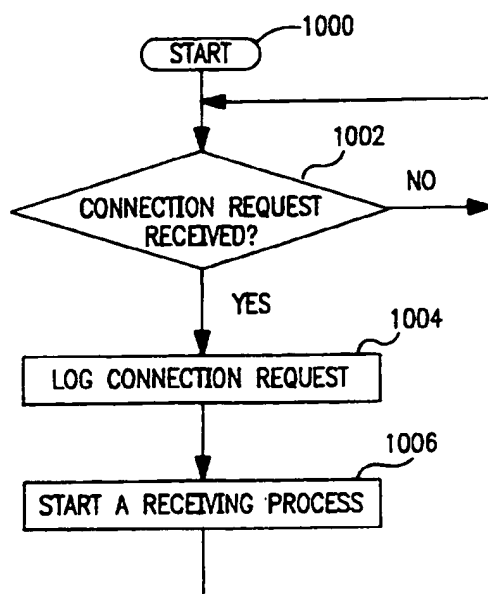 1000
START
1002
CONNECTION REQUEST
RECEIVED?
NO
YES
1004
LOG CONNECTION REQUEST
1006
START A RECEIVING PROCESS